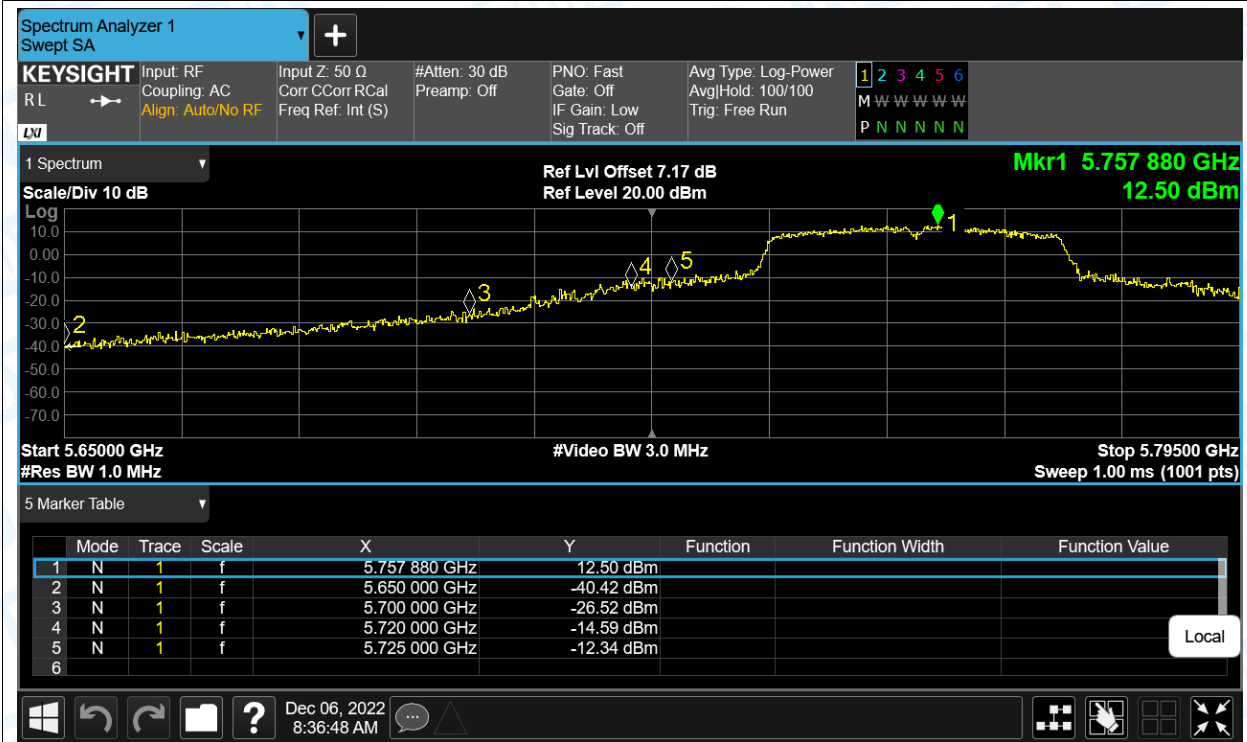 Spectrum Analyzer 1
Swept SA
+
KEYSIGHT
R L
LXI
Input: RF
Coupling: AC
Align: Auto/No RF
Input Z: 50 Ω
Corr CCorr RCal
Freq Ref: Int (S)
#Atten: 30 dB
Preamp: Off
PNO: Fast
Gate: Off
IF Gain: Low
Sig Track: Off
Avg Type: Log-Power
Avg|Hold: 100/100
Trig: Free Run
1 2 3 4 5 6
M W W W W W
P N N N N N
1 Spectrum
Scale/Div 10 dB
Ref Lvl Offset 7.17 dB
Ref Level 20.00 dBm
Mkr1 5.757 880 GHz
12.50 dBm
Log
10.0
0.00
-10.0
-20.0
-30.0
-40.0
-50.0
-60.0
-70.0
1
2
3
4
5
Start 5.65000 GHz
#Res BW 1.0 MHz
#Video BW 3.0 MHz
Stop 5.79500 GHz
Sweep 1.00 ms (1001 pts)
5 Marker Table
Mode Trace Scale X Y Function Function Width Function Value
1 N 1 f 5.757 880 GHz 12.50 dBm
2 N 1 f 5.650 000 GHz -40.42 dBm
3 N 1 f 5.700 000 GHz -26.52 dBm
4 N 1 f 5.720 000 GHz -14.59 dBm
5 N 1 f 5.725 000 GHz -12.34 dBm
6
Local
?
Dec 06, 2022
8:36:48 AM